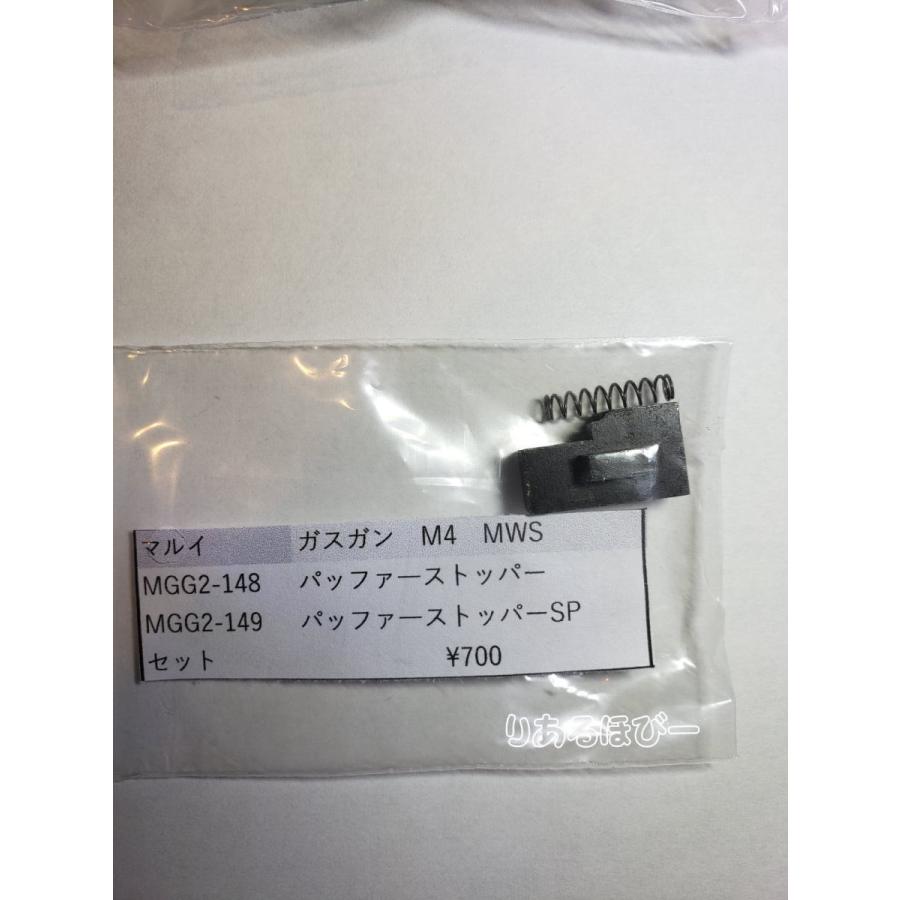 マルイ ガスガン M4 MWS
MGG2-148 パッファーストッパー
MGG2-149 パッファーストッパーSP
セット ¥700
りあるほびー